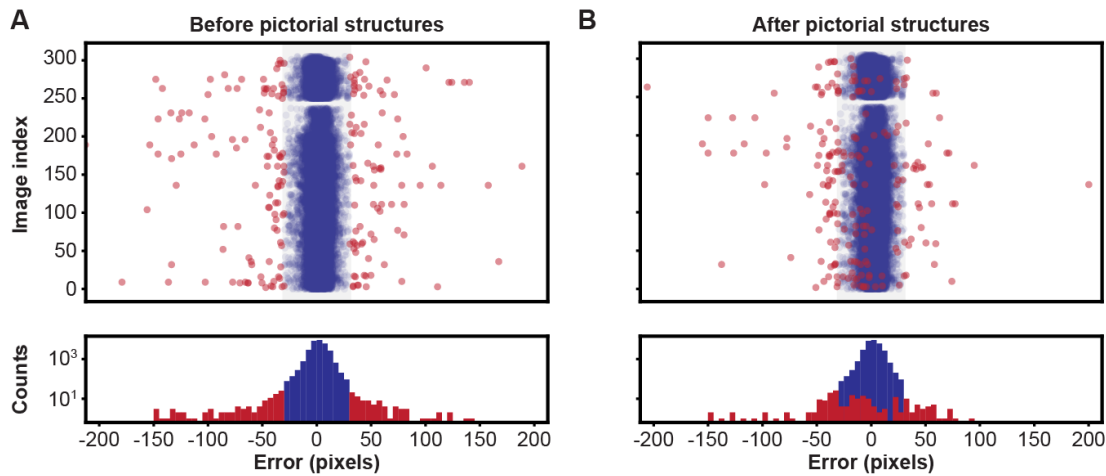 A
Before pictorial structures
Image index
300
250
200
150
100
50
0
Counts
10³
10¹
-200 -150 -100 -50 0 50 100 150 200
Error (pixels)
B
After pictorial structures
-200 -150 -100 -50 0 50 100 150 200
Error (pixels)